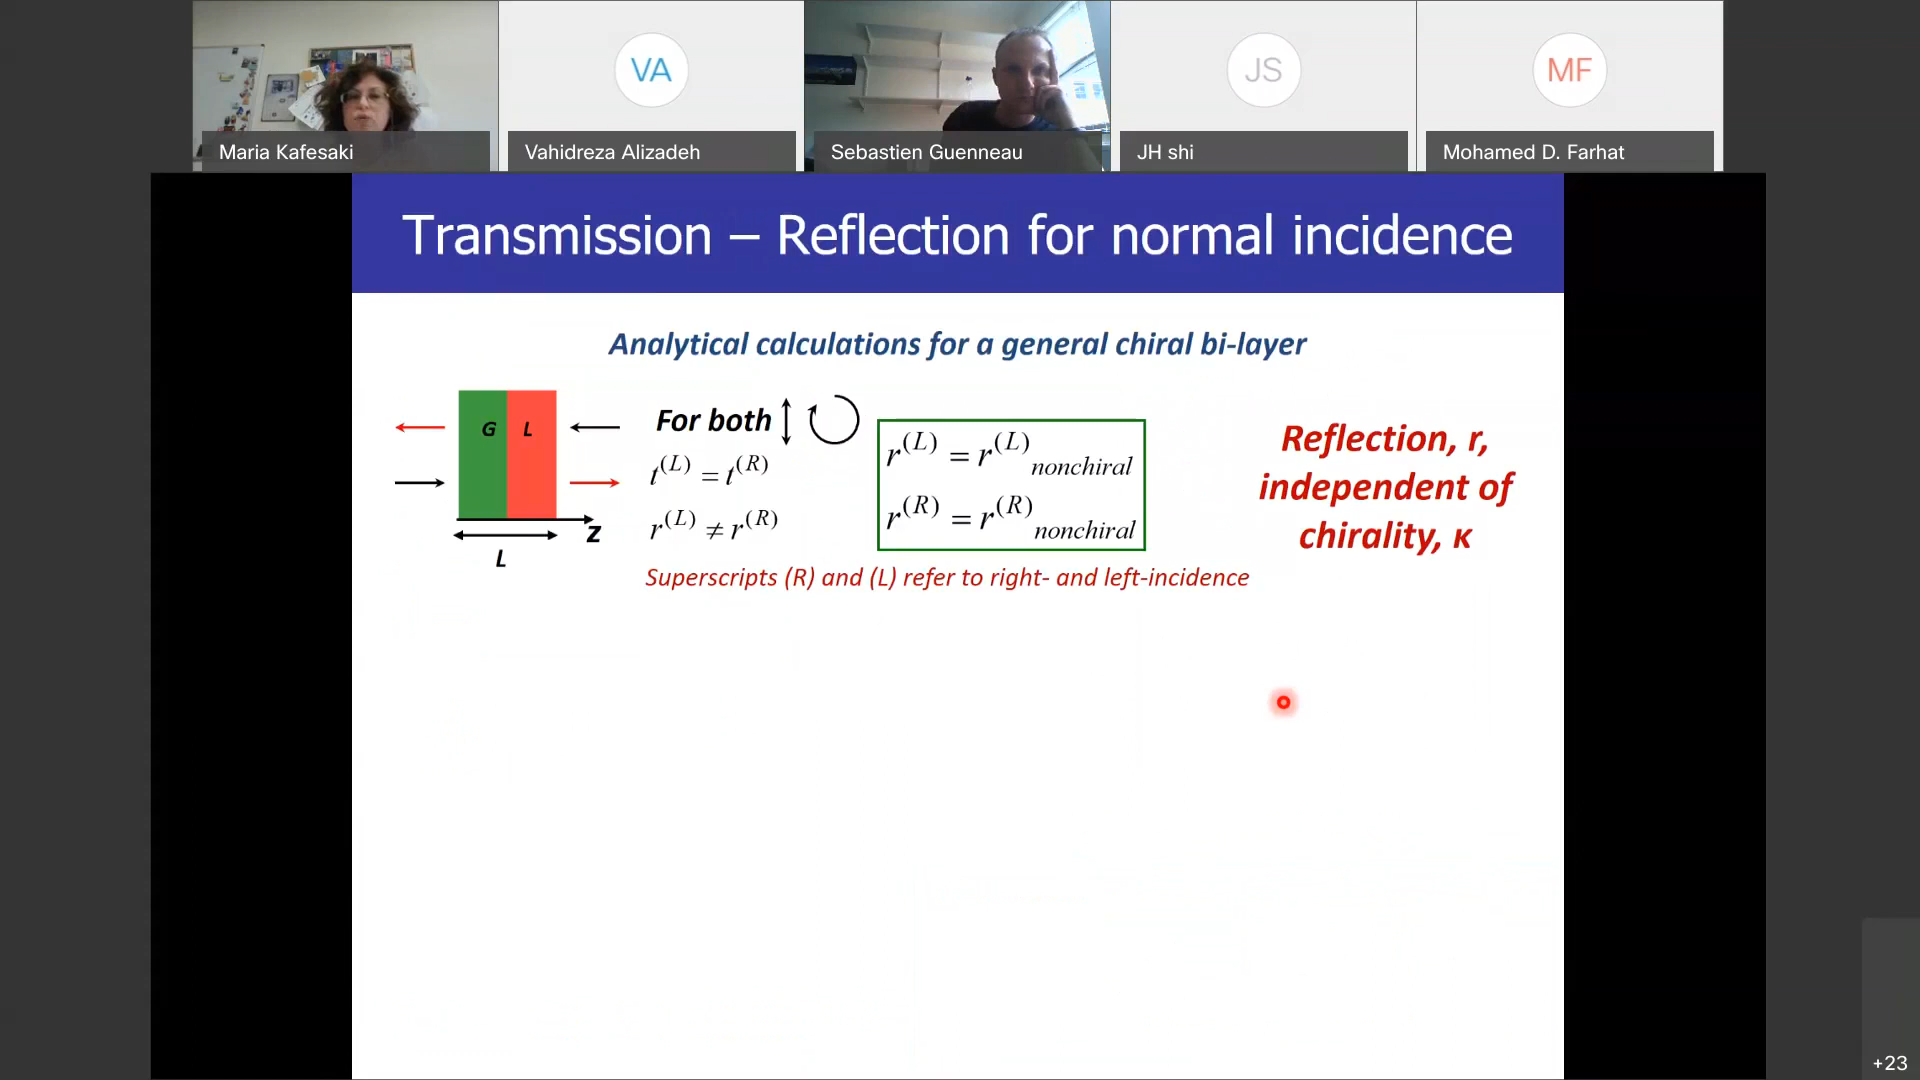 VA
JS
MF
Maria Kafesaki
Vahidreza Alizadeh
Sebastien Guenneau
JH shi
Mohamed D. Farhat
Transmission – Reflection for normal incidence
Analytical calculations for a general chiral bi-layer
G L
z
L
For both
t^(L) = t^(R)
r^(L) ≠ r^(R)
r^(L) = r^(L)_nonchiral
r^(R) = r^(R)_nonchiral
Reflection, r,
independent of
chirality, κ
Superscripts (R) and (L) refer to right- and left-incidence
+23